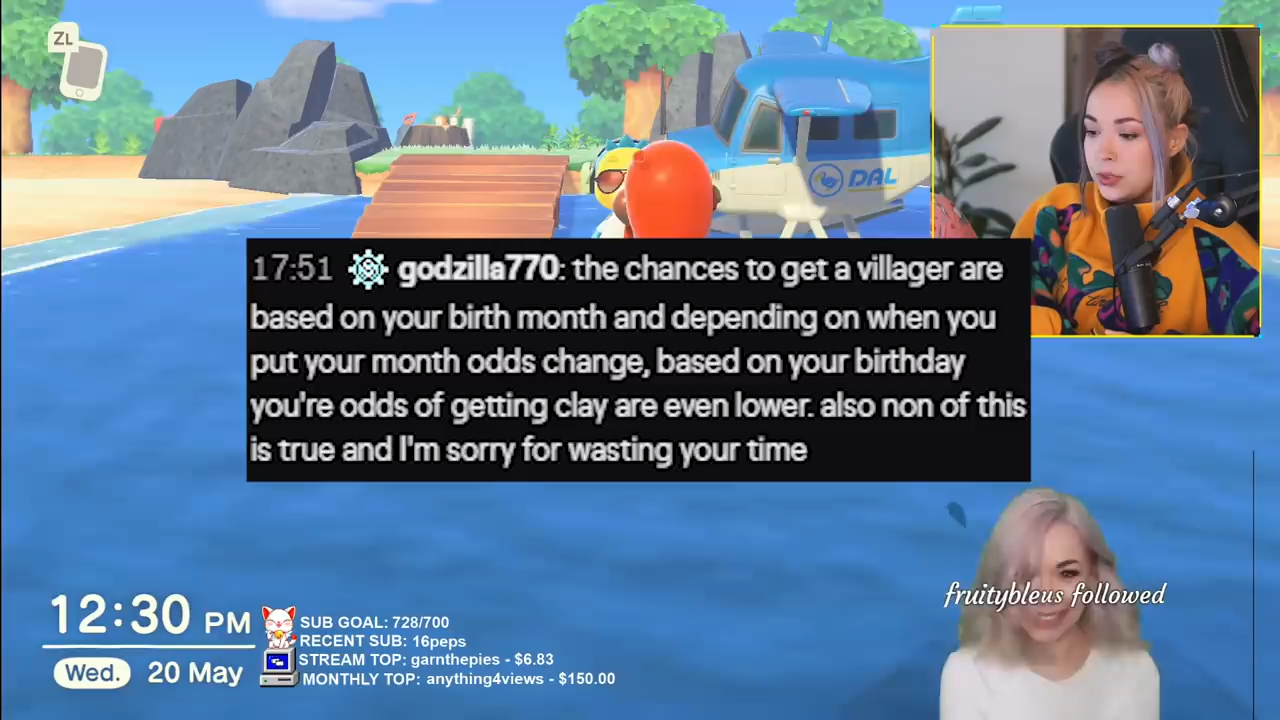 ZL
DAL
17:51 godzilla770: the chances to get a villager are
based on your birth month and depending on when you
put your month odds change, based on your birthday
you're odds of getting clay are even lower. also non of this
is true and I'm sorry for wasting your time
fruitybleus followed
12:30 PM
Wed. 20 May
SUB GOAL: 728/700
RECENT SUB: 16peps
STREAM TOP: garnthepies - $6.83
MONTHLY TOP: anything4views - $150.00